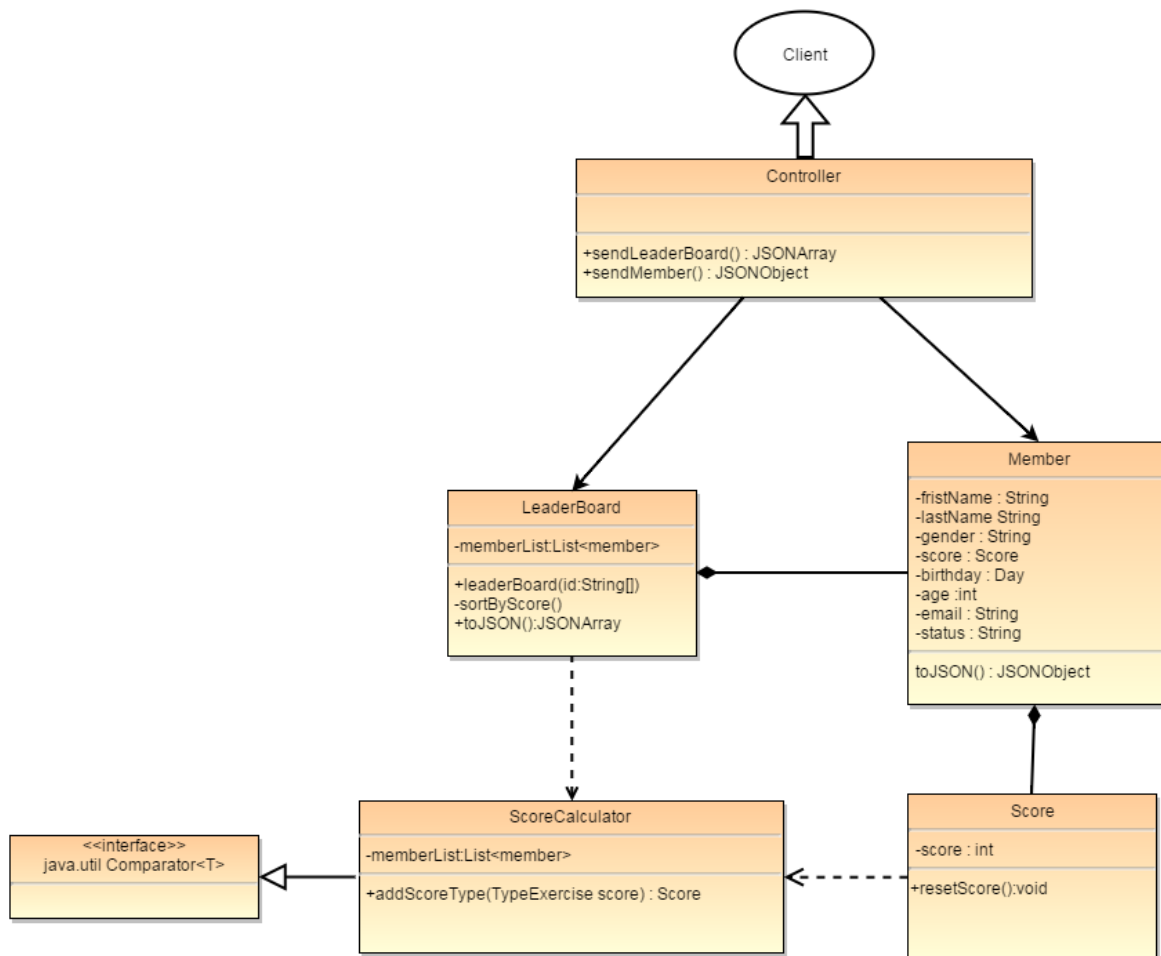 Client
Controller
+sendLeaderBoard() : JSONArray
+sendMember() : JSONObject
Member
-fristName : String
-lastName String
-gender : String
-score : Score
-birthday : Day
-age :int
-email : String
-status : String
toJSON() : JSONObject
LeaderBoard
-memberList:List<member>
+leaderBoard(id:String[])
-sortByScore()
+toJSON():JSONArray
ScoreCalculator
-memberList:List<member>
+addScoreType(TypeExercise score) : Score
Score
-score : int
+resetScore():void
<<interface>>
java.util Comparator<T>